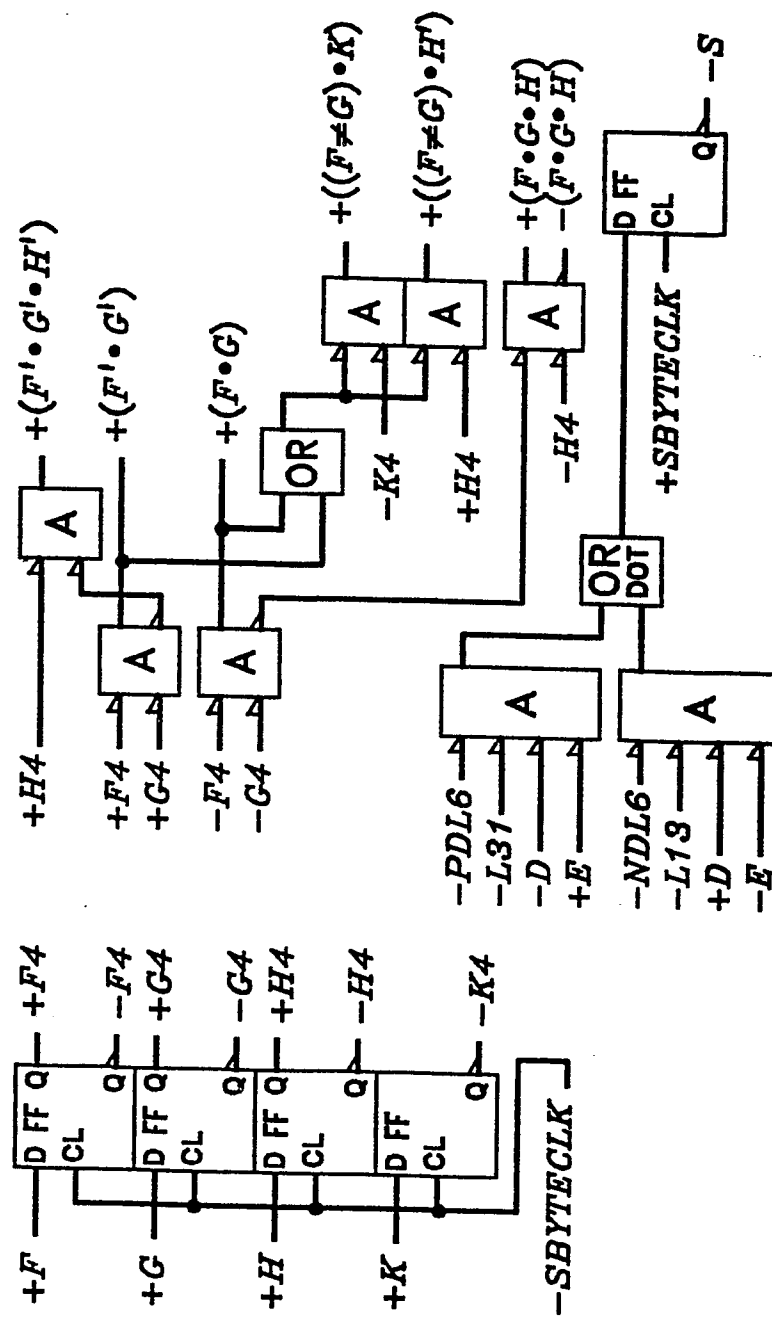 +F
D FF Q
+F4
CL
Q
−F4
+G
D FF Q
+G4
CL
Q
−G4
+H
D FF Q
+H4
CL
Q
−H4
+K
D FF
CL
Q
−K4
−SBYTECLK
+H4
A
+(F'•G'•H')
+F4
+G4
A
+(F'•G')
−F4
−G4
A
+(F•G)
OR
−K4
A
+((F≠G)•K)
+H4
A
+((F≠G)•H')
−H4
A
+(F•G•H)
−(F•G•H)
−PDL6
−L31
−D
+E
A
−NDL6
−L13
+D
−E
A
OR
DOT
+SBYTECLK
D FF
CL
Q
−S